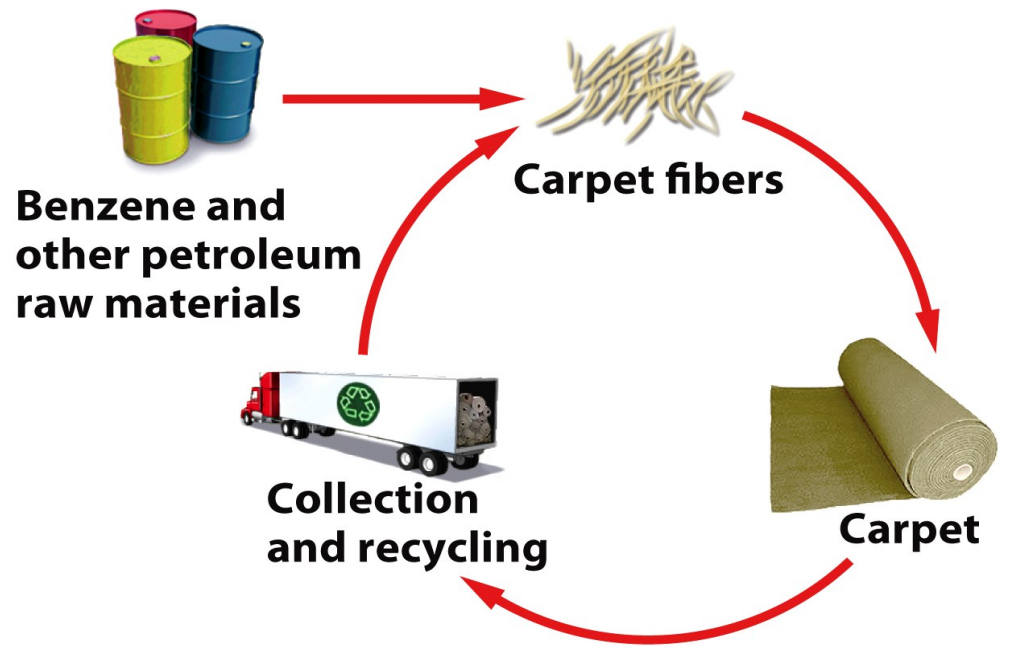 Benzene and
other petroleum
raw materials
Carpet fibers
Carpet
Collection
and recycling